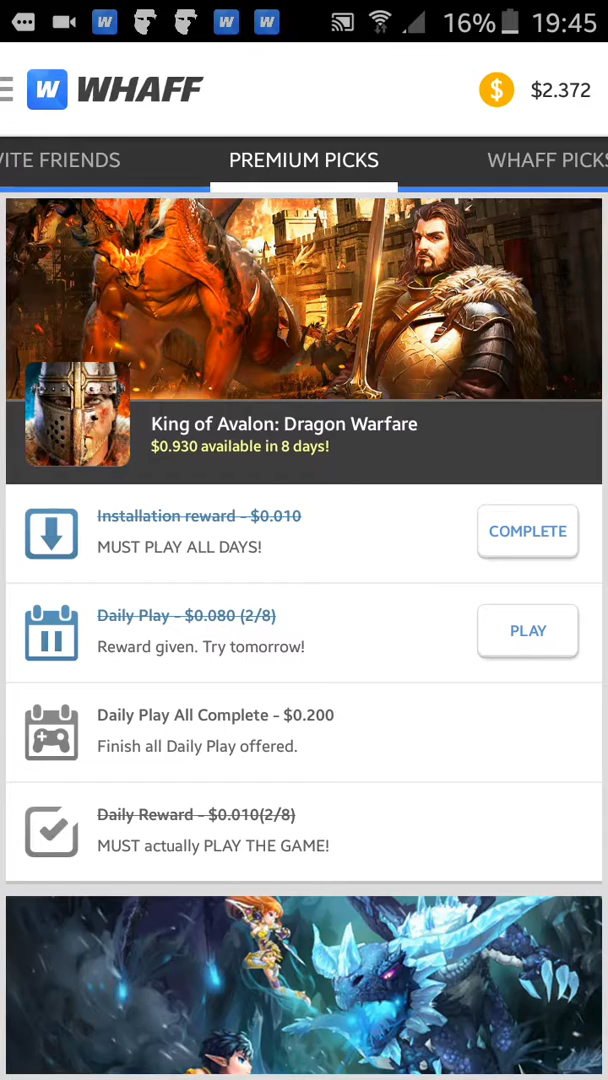 16% 19:45
W WHAFF $ $2.372
VITE FRIENDS PREMIUM PICKS WHAFF PICKS
King of Avalon: Dragon Warfare
$0.930 available in 8 days!
Installation reward - $0.010
MUST PLAY ALL DAYS!
COMPLETE
Daily Play - $0.080 (2/8)
Reward given. Try tomorrow!
PLAY
Daily Play All Complete - $0.200
Finish all Daily Play offered.
Daily Reward - $0.010(2/8)
MUST actually PLAY THE GAME!